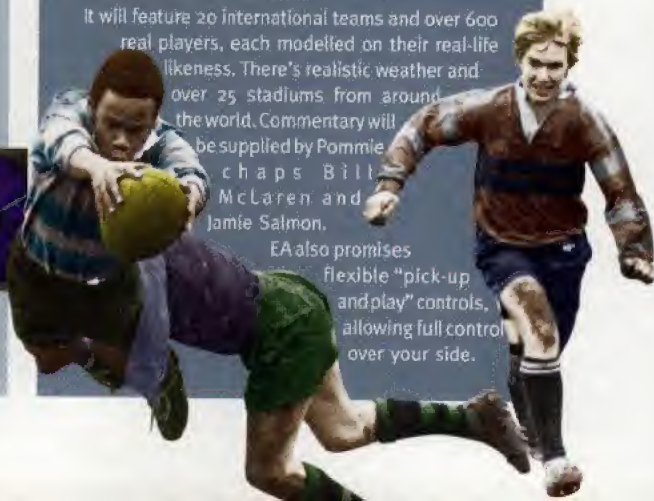 It will feature 20 international teams and over 600
real players, each modelled on their real-life
likeness. There's realistic weather and
over 25 stadiums from around
the world. Commentary will
be supplied by Pommie
chaps Bill
McLaren and
Jamie Salmon.
EA also promises
flexible "pick-up
and play" controls,
allowing full control
over your side.